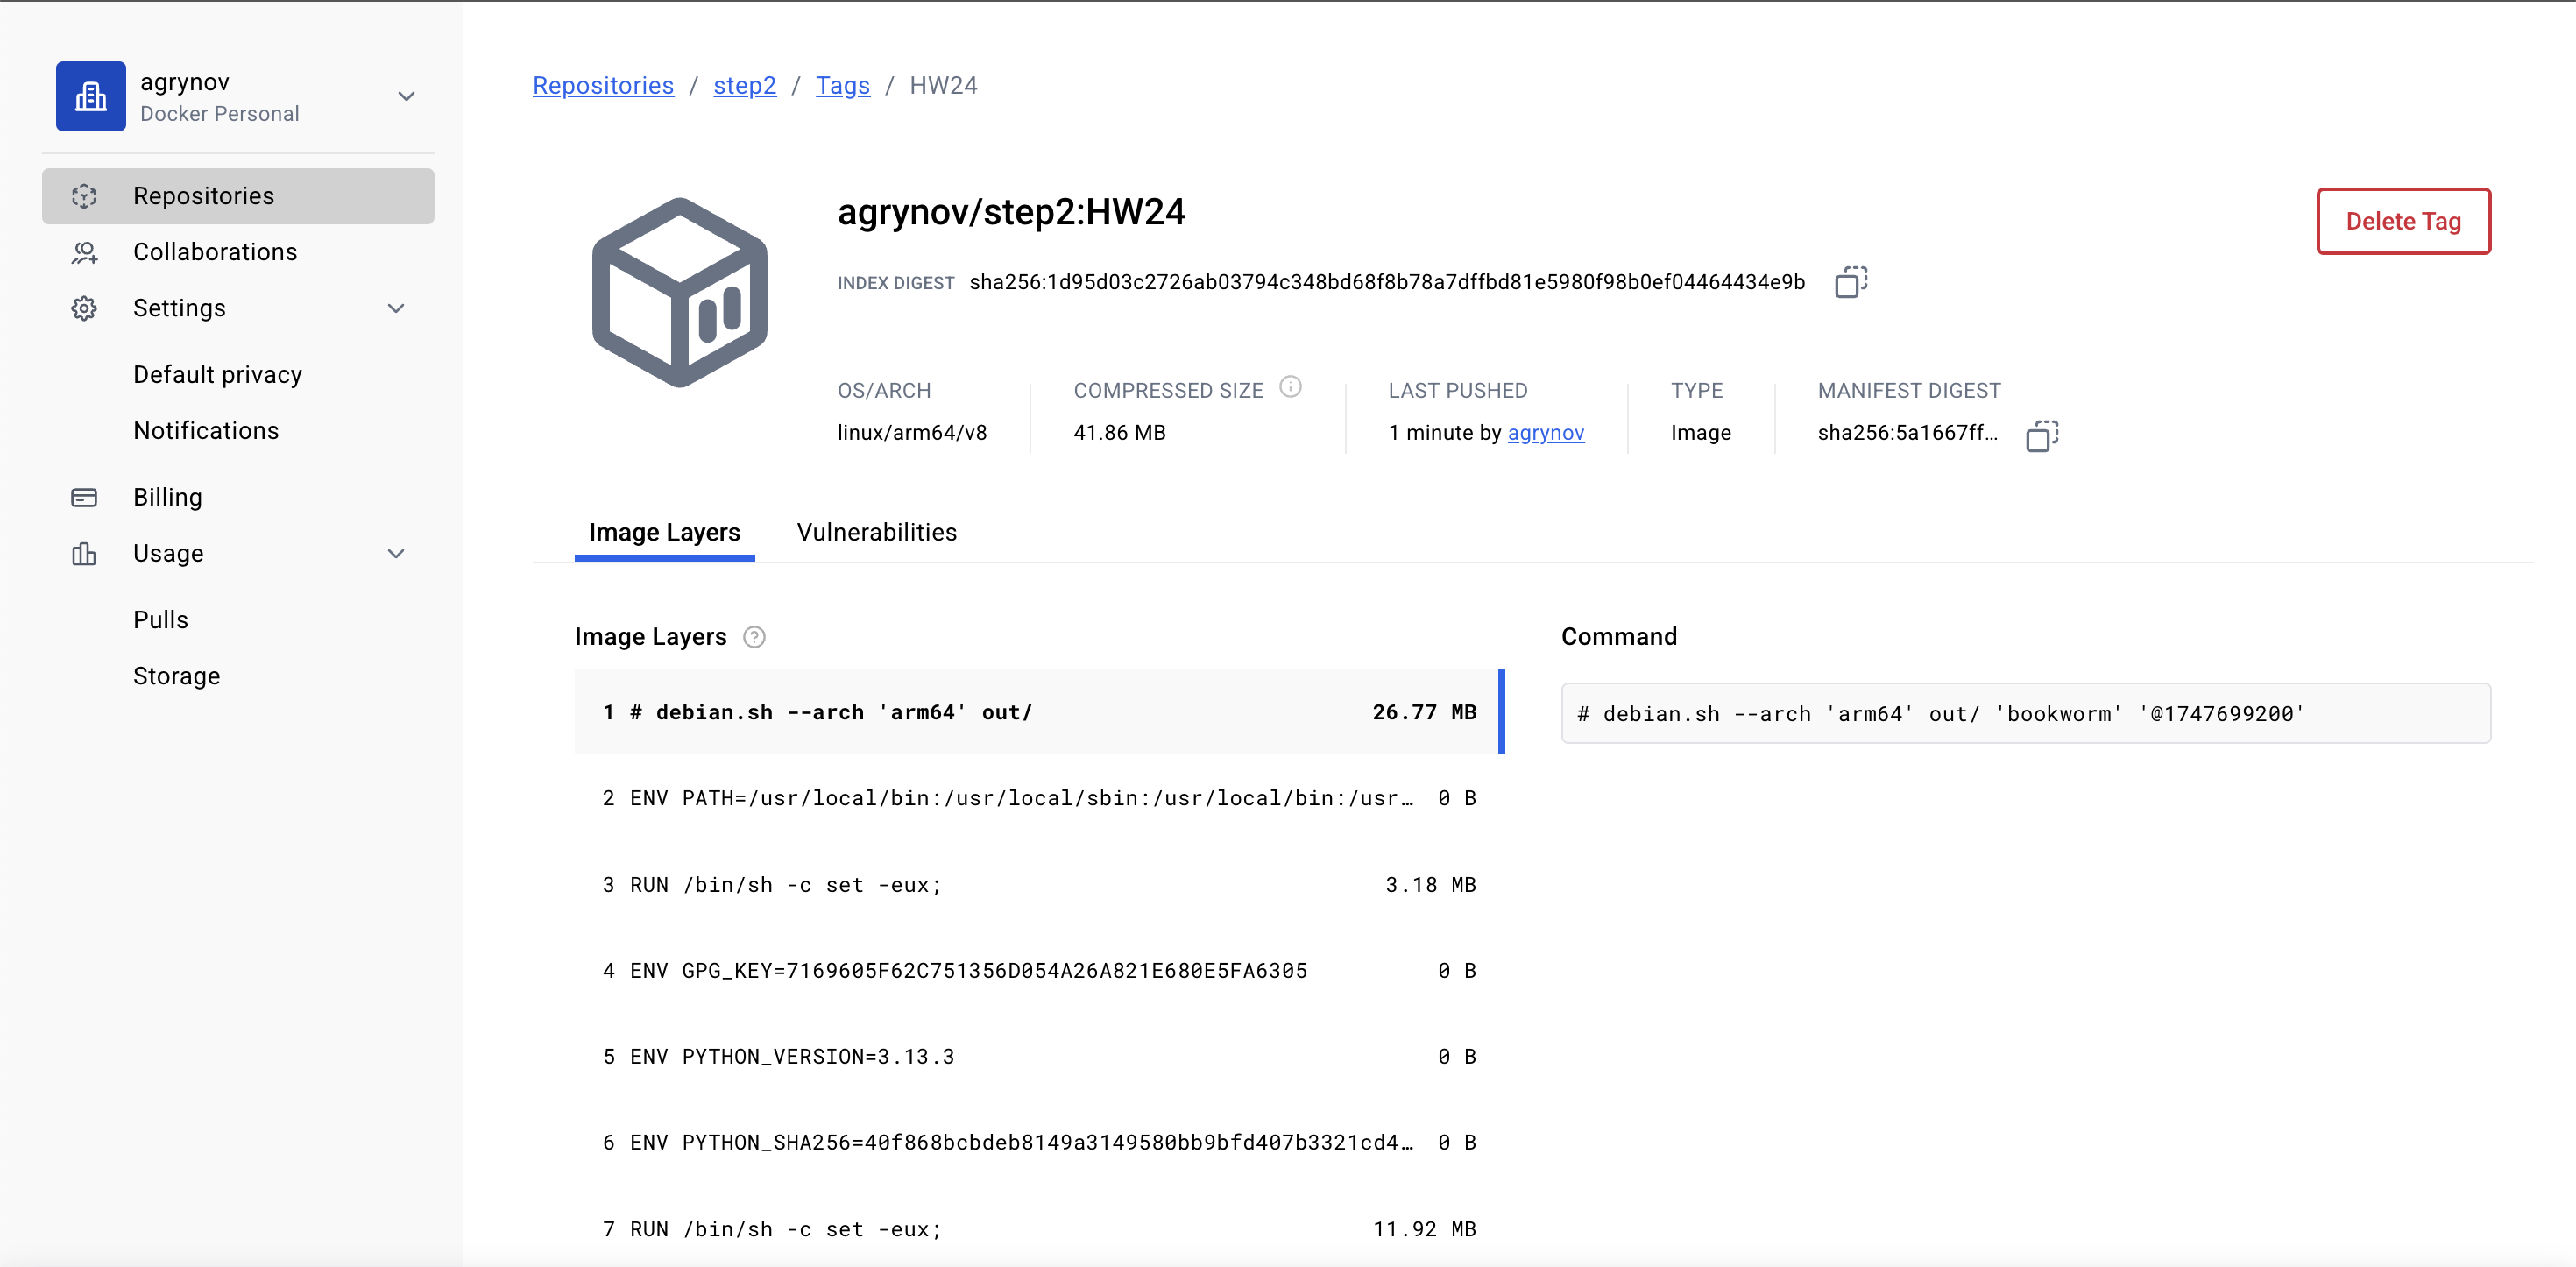 agrynov
Docker Personal
Repositories
Collaborations
Settings
Default privacy
Notifications
Billing
Usage
Pulls
Storage
Repositories / step2 / Tags / HW24
agrynov/step2:HW24
Delete Tag
INDEX DIGEST sha256:1d95d03c2726ab03794c348bd68f8b78a7dffbd81e5980f98b0ef04464434e9b
OS/ARCH
linux/arm64/v8
COMPRESSED SIZE
41.86 MB
LAST PUSHED
1 minute by agrynov
TYPE
Image
MANIFEST DIGEST
sha256:5a1667ff…
Image Layers Vulnerabilities
Image Layers
1 # debian.sh --arch 'arm64' out/ 26.77 MB
2 ENV PATH=/usr/local/bin:/usr/local/sbin:/usr/local/bin:/usr… 0 B
3 RUN /bin/sh -c set -eux; 3.18 MB
4 ENV GPG_KEY=7169605F62C751356D054A26A821E680E5FA6305 0 B
5 ENV PYTHON_VERSION=3.13.3 0 B
6 ENV PYTHON_SHA256=40f868bcbdeb8149a3149580bb9bfd407b3321cd4… 0 B
7 RUN /bin/sh -c set -eux; 11.92 MB
Command
# debian.sh --arch 'arm64' out/ 'bookworm' '@1747699200'